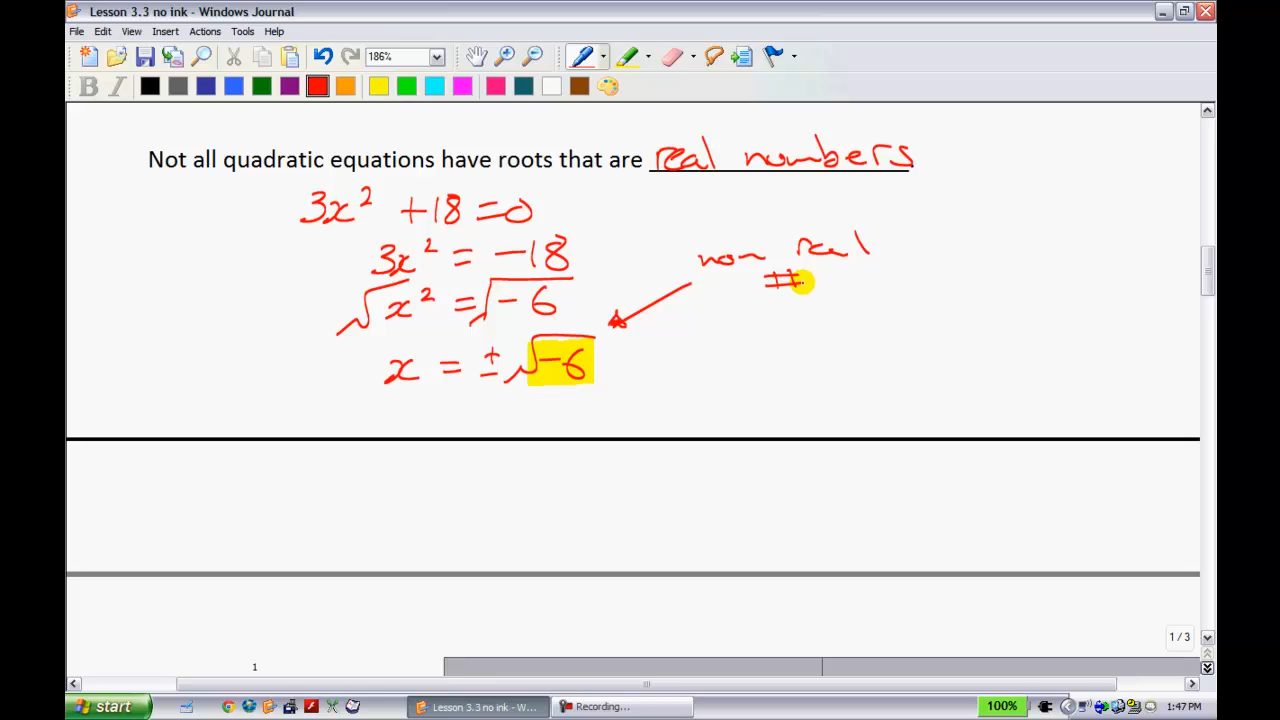 Lesson 3.3 no ink - Windows Journal
File Edit View Insert Actions Tools Help
186%
B I
Not all quadratic equations have roots that are real numbers.
3x² + 18 = 0
3x² = -18
non real
#
√x² = √-6
x = ± √-6
1 / 3
1
start
Lesson 3.3 no ink - W...
Recording...
100%
1:47 PM